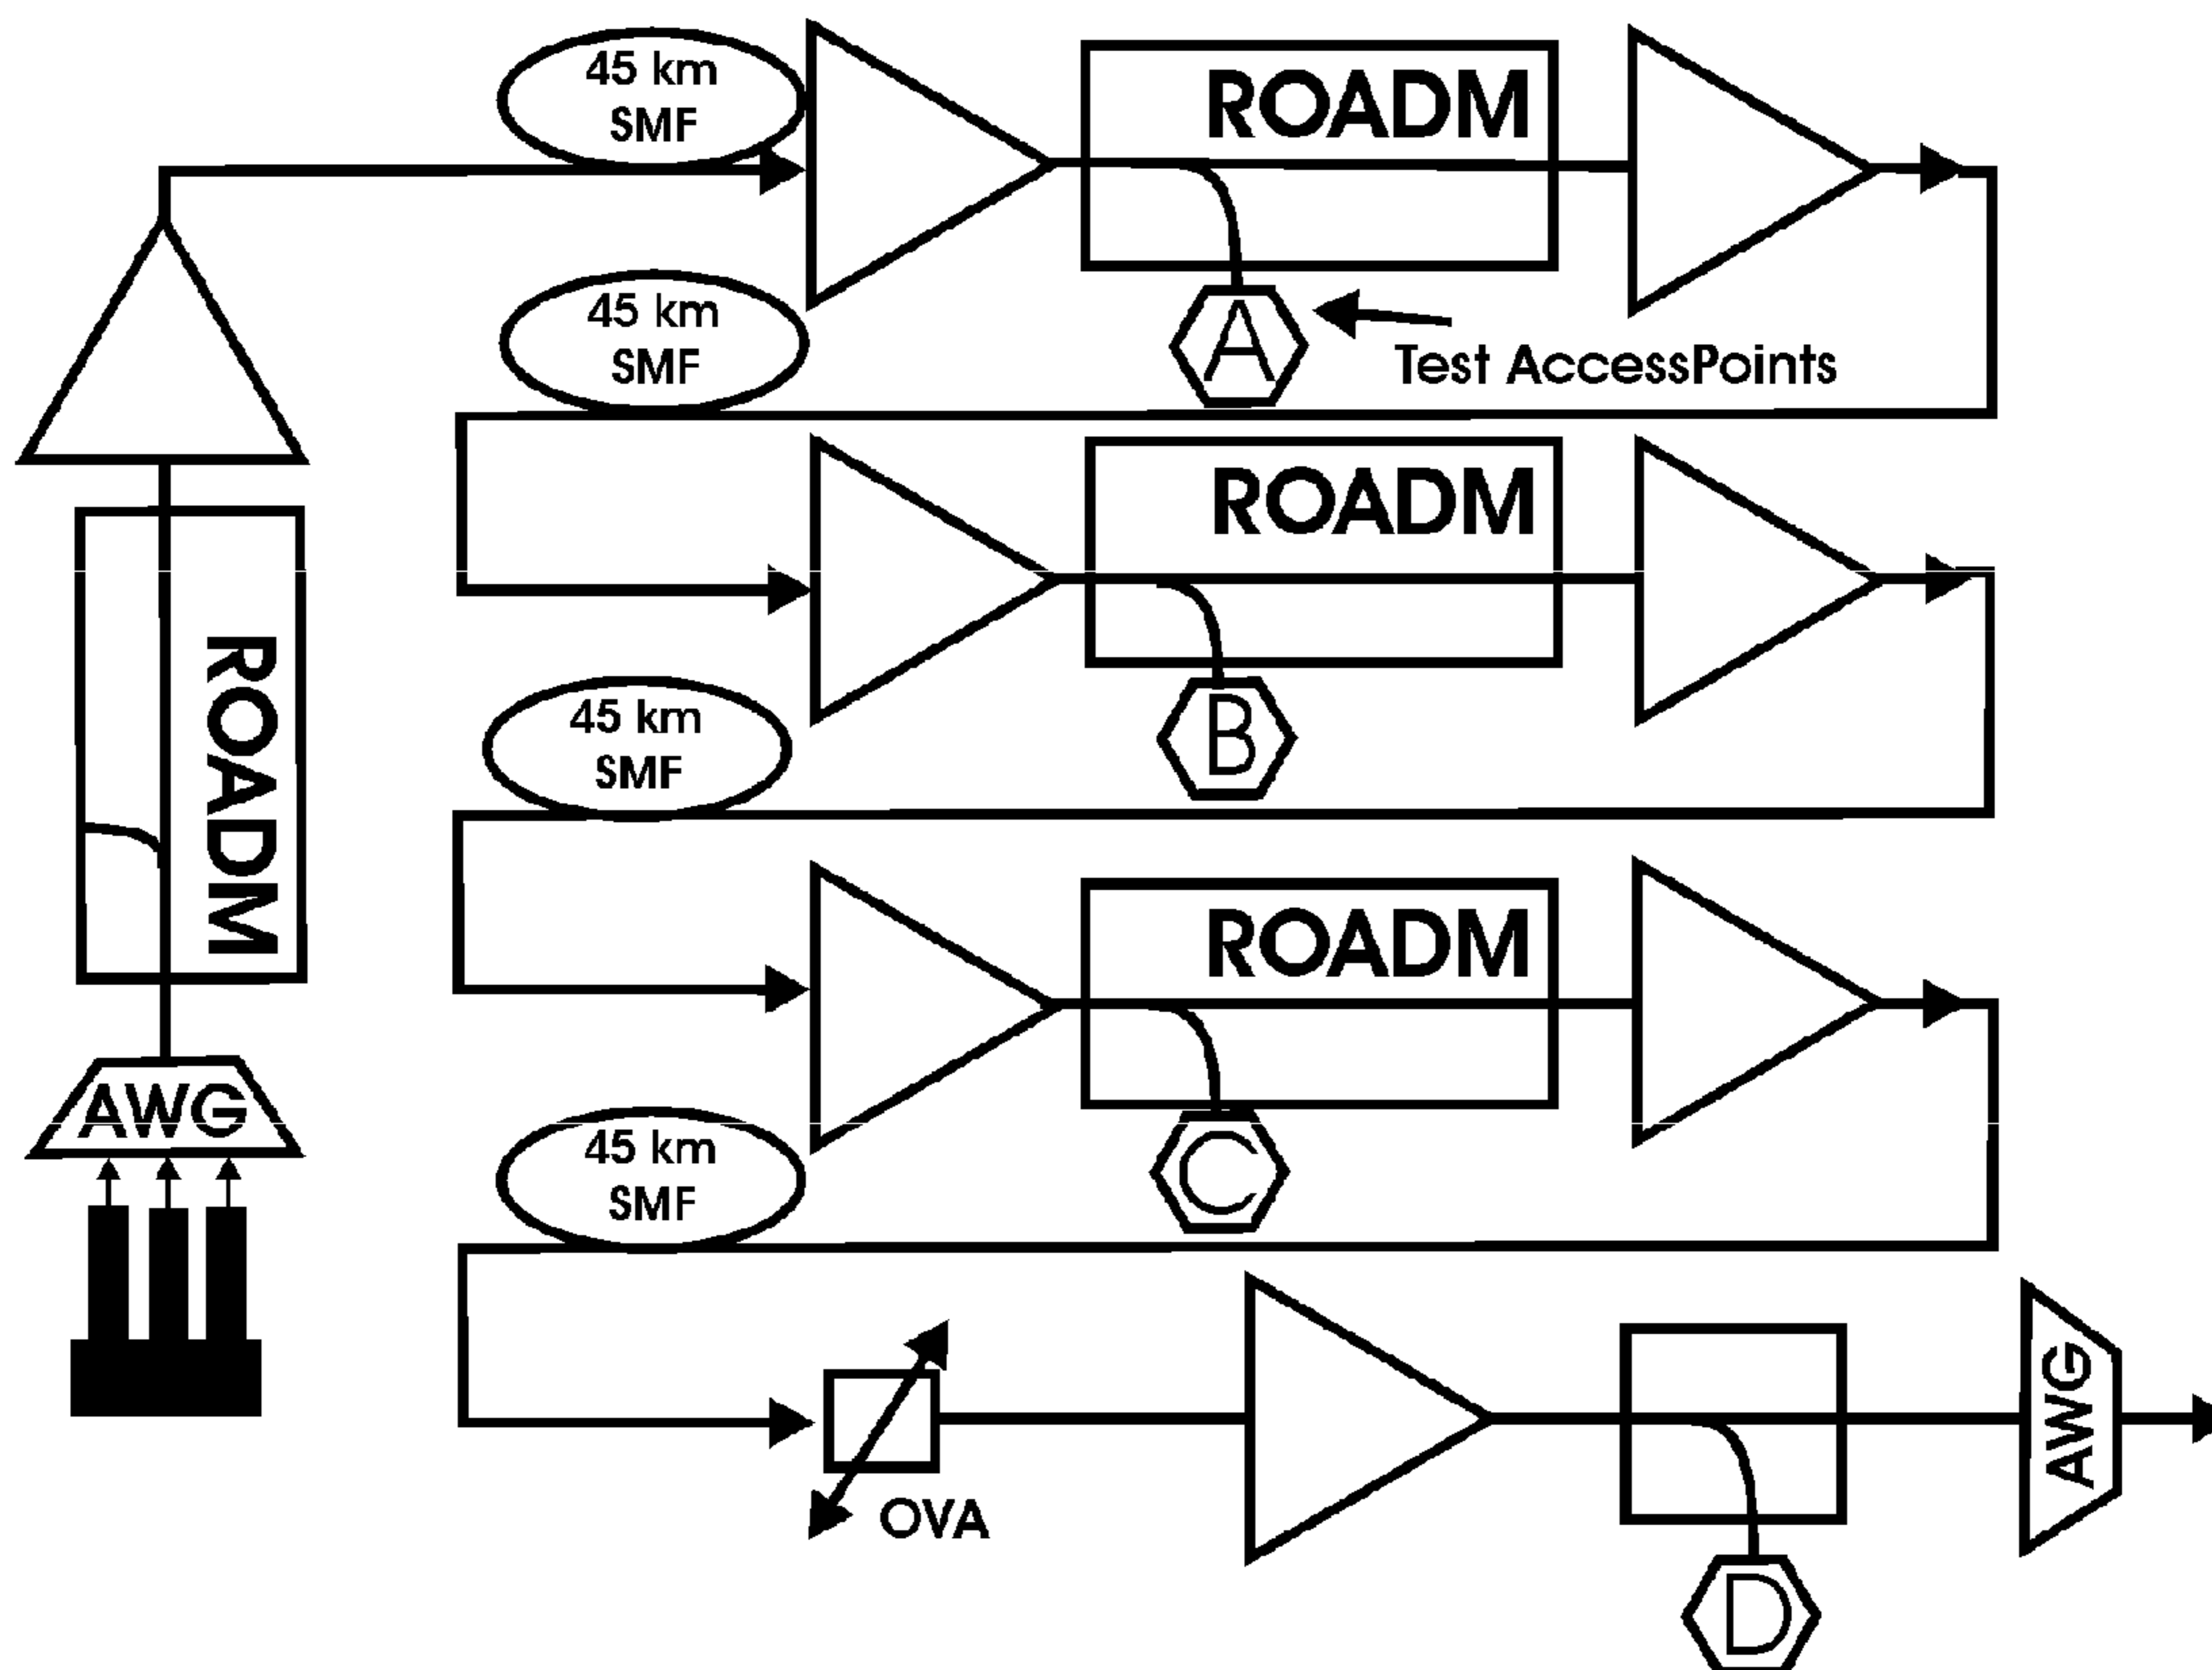 45 km
SMF
ROADM
A
Test AccessPoints
45 km
SMF
ROADM
B
ROADM
45 km
SMF
ROADM
C
AWG
45 km
SMF
OVA
AWG
D